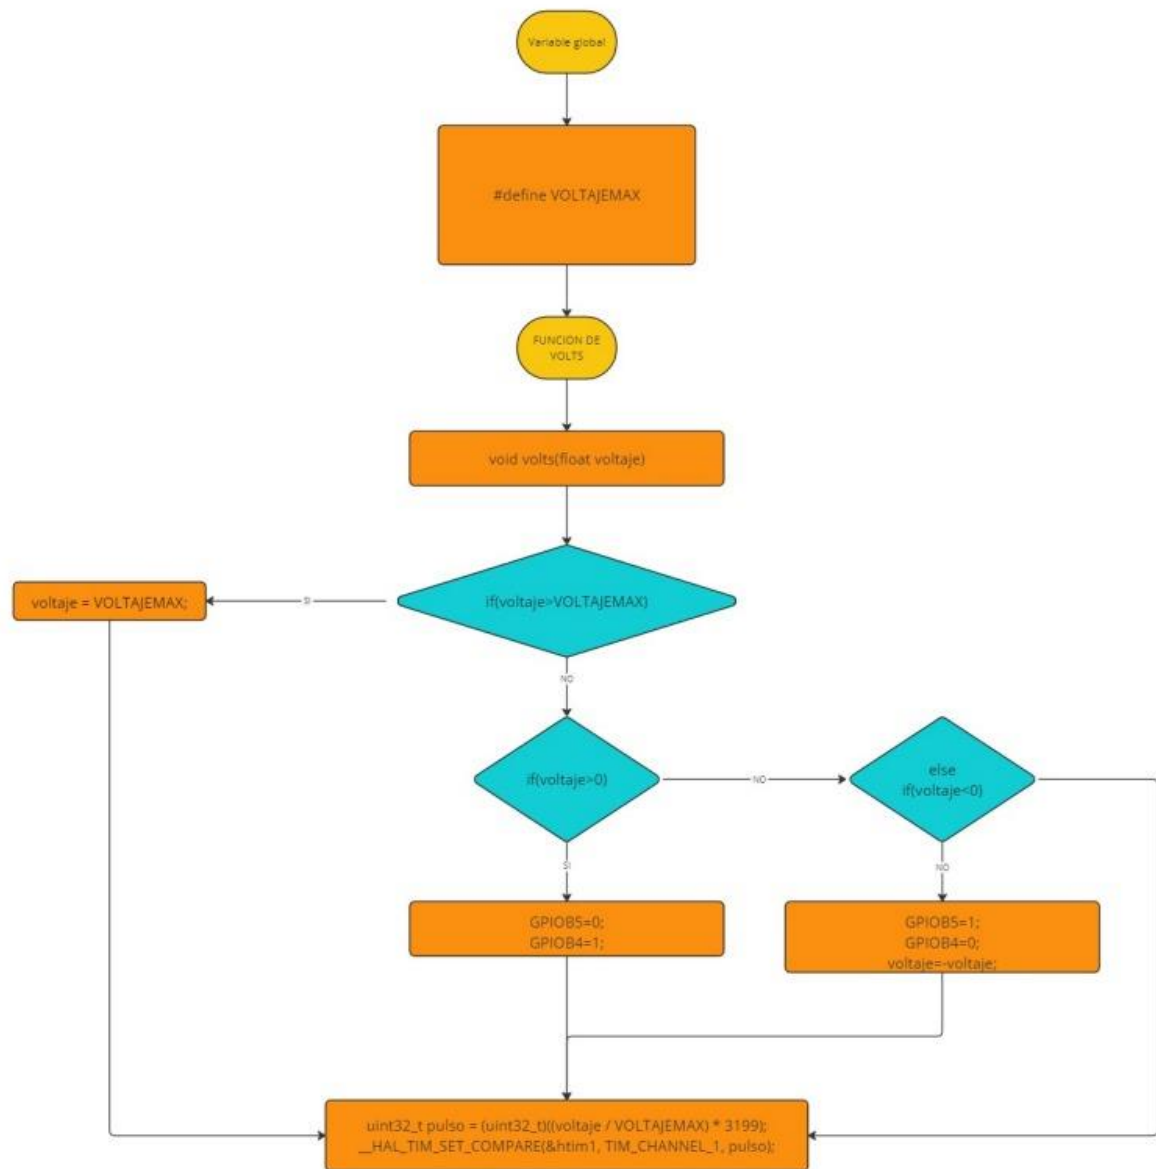 Variable global
#define VOLTAJEMAX
FUNCION DE
VOLTS
void volts(float voltaje)
if(voltaje>VOLTAJEMAX)
SI
voltaje = VOLTAJEMAX;
NO
if(voltaje>0)
NO
else
if(voltaje<0)
SI
NO
GPIOB5=0;
GPIOB4=1;
GPIOB5=1;
GPIOB4=0;
voltaje=-voltaje;
uint32_t pulso = (uint32_t)((voltaje / VOLTAJEMAX) * 3199);
__HAL_TIM_SET_COMPARE(&htim1, TIM_CHANNEL_1, pulso);